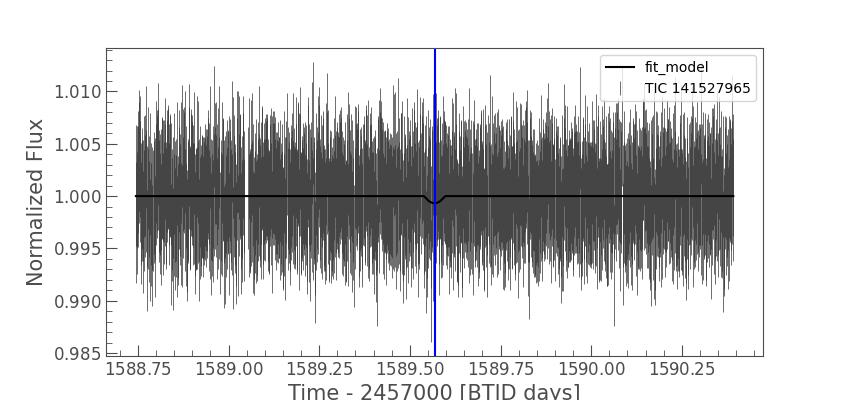 fit_model
TIC 141527965
1.010
1.005
1.000
0.995
0.990
0.985
Normalized Flux
1588.75 1589.00 1589.25 1589.50 1589.75 1590.00 1590.25
Time - 2457000 [BTJD days]